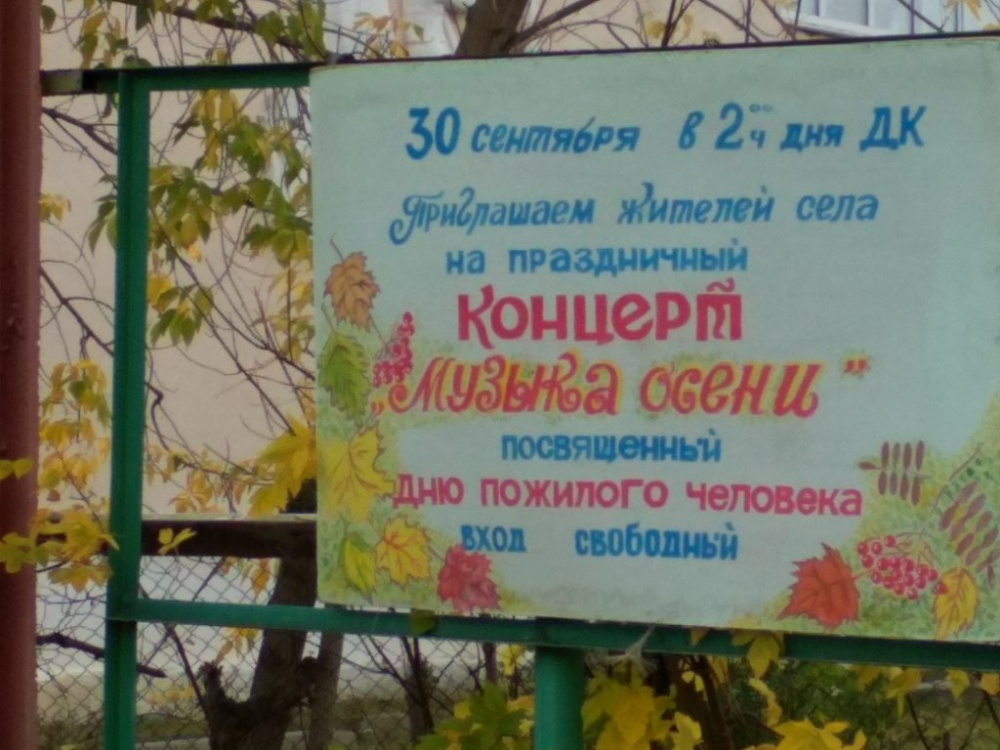 30 сентября в 2⁰⁰ч дня ДК
Приглашаем жителей села
на праздничный
концерт
„Музыка осени”
посвященный
дню пожилого человека
вход свободный